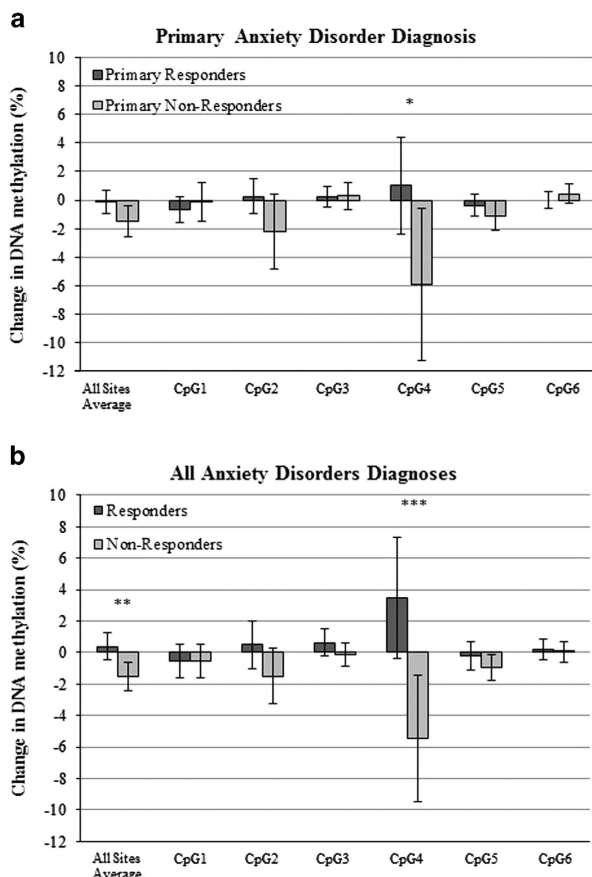 a
Primary Anxiety Disorder Diagnosis
10
8
6
4
2
0
-2
-4
-6
-8
-10
-12
Change in DNA methylation (%)
Primary Responders
Primary Non-Responders
*
All Sites
Average
CpG1
CpG2
CpG3
CpG4
CpG5
CpG6
b
All Anxiety Disorders Diagnoses
10
8
6
4
2
0
-2
-4
-6
-8
-10
-12
Change in DNA methylation (%)
Responders
Non-Responders
**
***
All Sites
Average
CpG1
CpG2
CpG3
CpG4
CpG5
CpG6